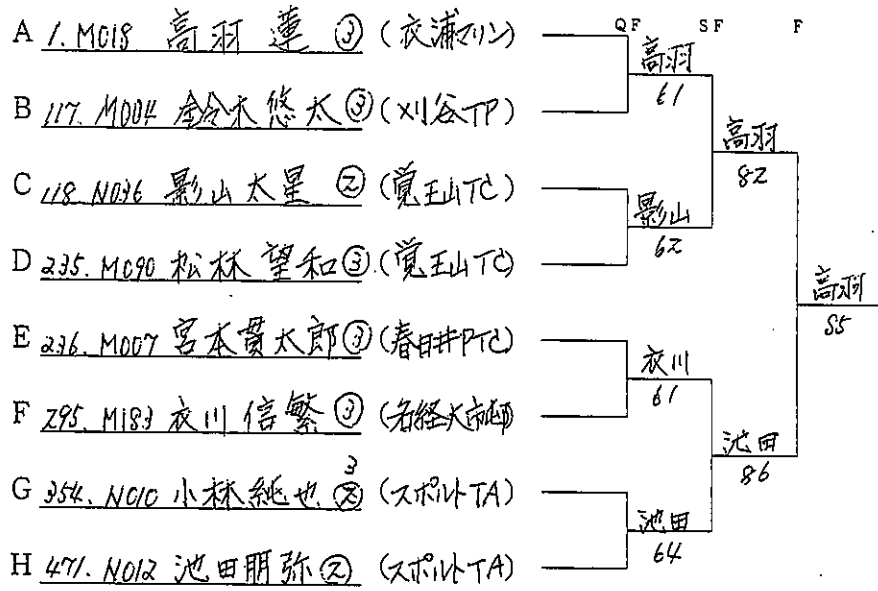 QF SF F
A 1. M018 高羽 蓮 ③ (衣浦マリン)
高羽
61
B 117. M004 鈴木悠太 ③ (刈谷TP)
高羽
82
C 118. N036 影山太星 ② (覚王山TC)
影山
62
D 235. M090 松林望和 ③ (覚王山TC)
高羽
85
E 236. M007 宮本貫太郎 ③ (春日井PTC)
衣川
61
F 295. M183 衣川信繁 ③ (名経大市邨)
池田
86
3
G 354. N010 小林純也 ② (スポルトTA)
池田
64
H 471. N012 池田朋弥 ② (スポルトTA)